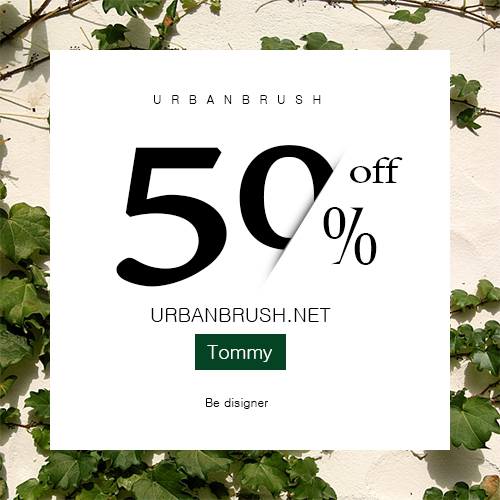 URBANBRUSH
50 off
%
URBANBRUSH.NET
Tommy
Be disigner